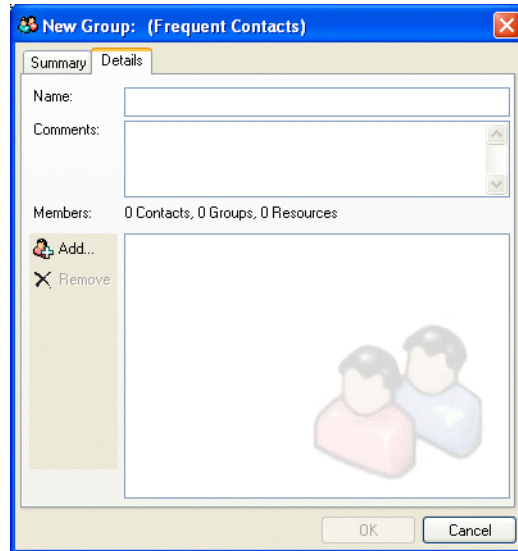 New Group: (Frequent Contacts)
Summary Details
Name:
Comments:
Members: 0 Contacts, 0 Groups, 0 Resources
Add...
Remove
OK Cancel